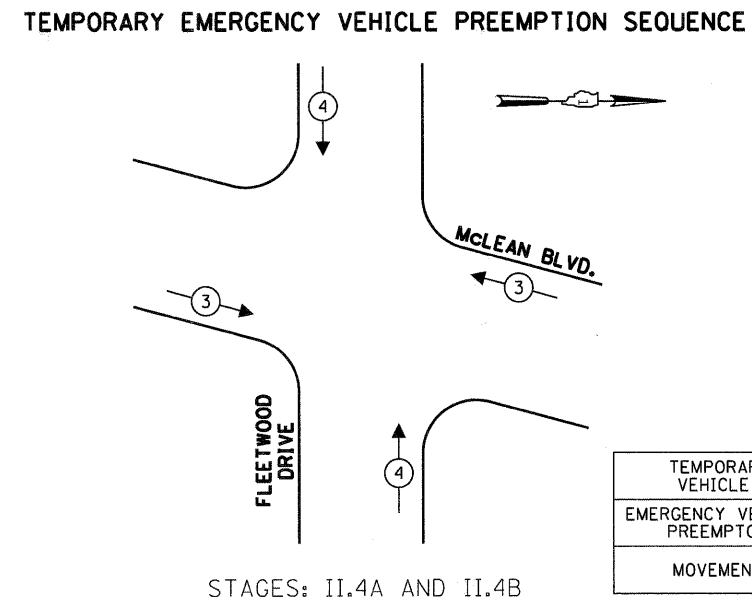 TEMPORARY EMERGENCY VEHICLE PREEMPTION SEQUENCE
4
McLEAN BLVD.
3
3
FLEETWOOD
DRIVE
4
TEMPORAR
VEHICLE
EMERGENCY VE
PREEMPTO
MOVEMEN
STAGES: II.4A AND II.4B